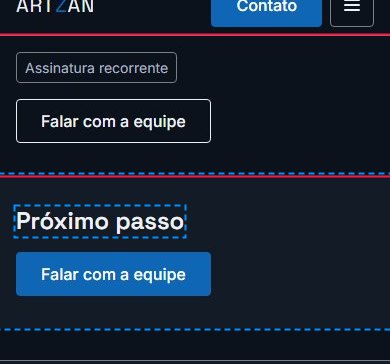 ARTZAN
Contato
Assinatura recorrente
Falar com a equipe
Próximo passo
Falar com a equipe